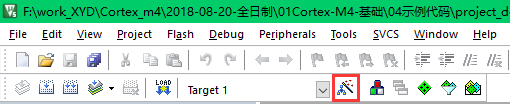 F:\work_XYD\Cortex_m4\2018-08-20-全日制\01Cortex-M4-基础\04示例代码\project_d
File Edit View Project Flash Debug Peripherals Tools SVCS Window Help
LOAD Target 1